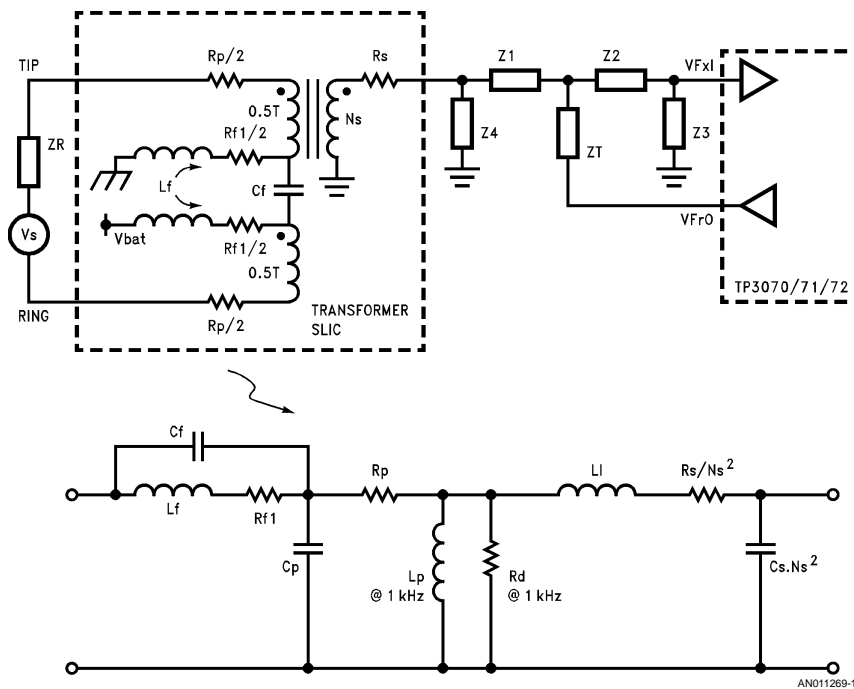 TIP
Rp/2
Rs
Z1
Z2
VFxI
0.5T
Ns
ZR
Rf1/2
Z4
ZT
Z3
Lf
Cf
Vs
Vbat
Rf1/2
VFrO
0.5T
TP3070/71/72
RING
Rp/2
TRANSFORMER
SLIC
Cf
Rp
Ll
Rs/Ns²
Lf
Rf1
Cp
Lp
@ 1 kHz
Rd
@ 1 kHz
Cs.Ns²
AN011269-1